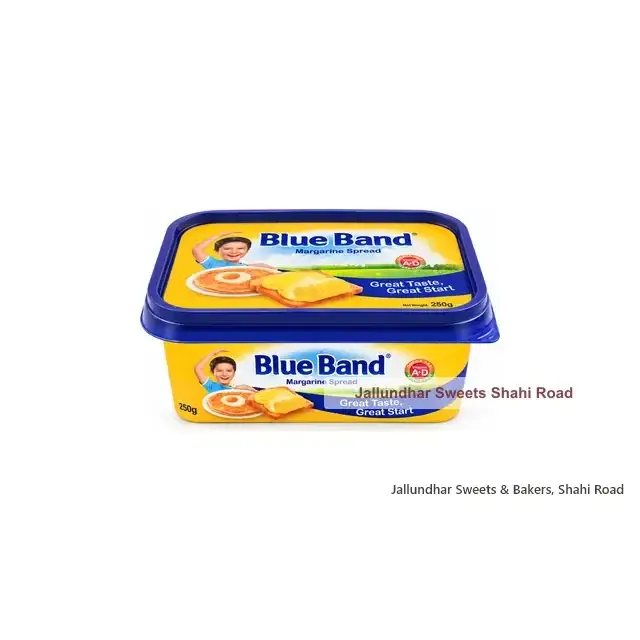 Blue Band®
Margarine Spread
A-D
Great Taste,
Great Start
Net Weight: 250g
Blue Band®
Margarine Spread
A-D
250g
Great Taste,
Great Start
Jallundhar Sweets Shahi Road
Jallundhar Sweets & Bakers, Shahi Road